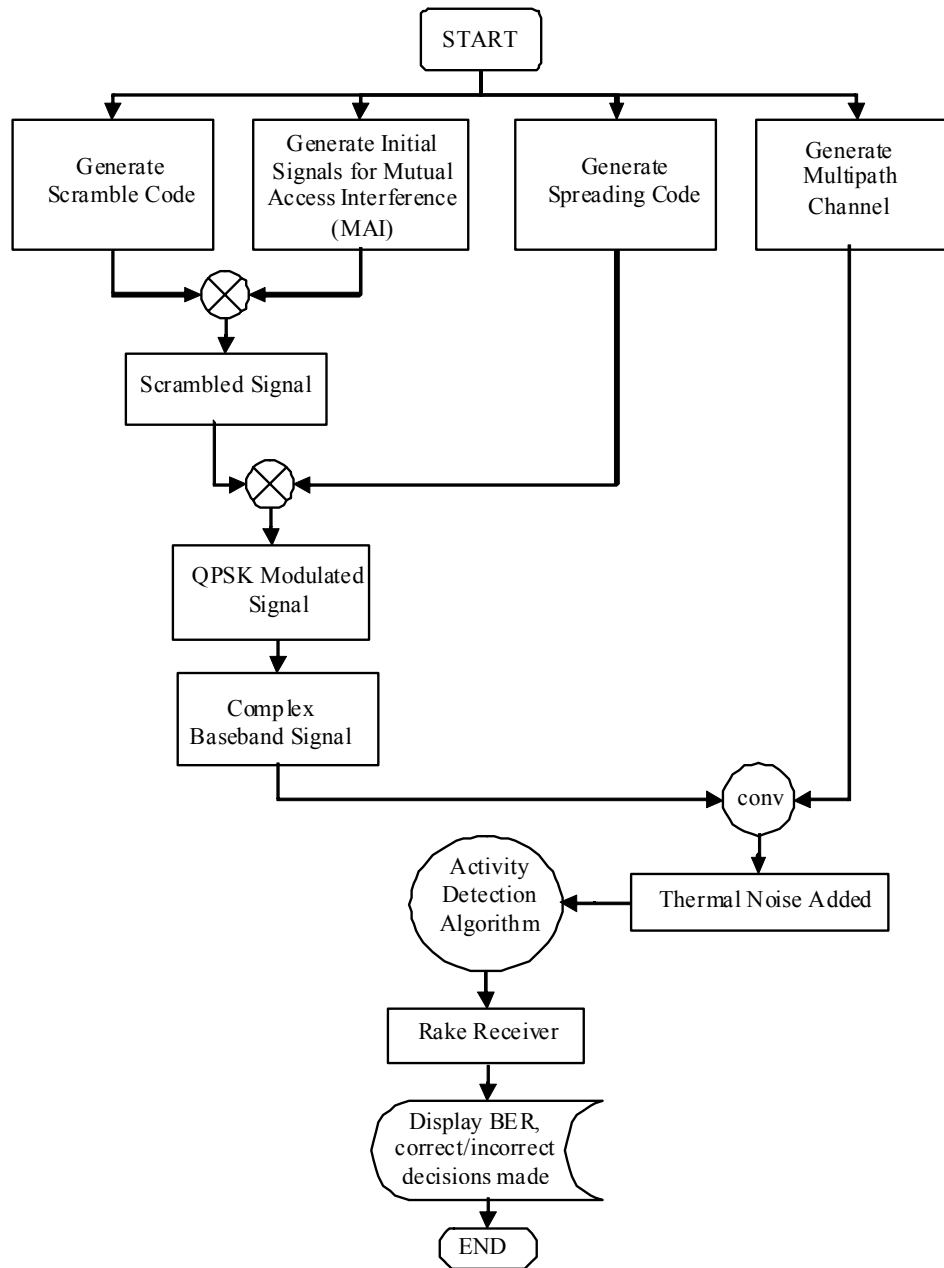 START
Generate
Scramble Code
Generate Initial
Signals for Mutual
Access Interference
(MAI)
Generate
Spreading Code
Generate
Multipath
Channel
Scrambled Signal
QPSK Modulated
Signal
Complex
Baseband Signal
conv
Activity
Detection
Algorithm
Thermal Noise Added
Rake Receiver
Display BER,
correct/incorrect
decisions made
END